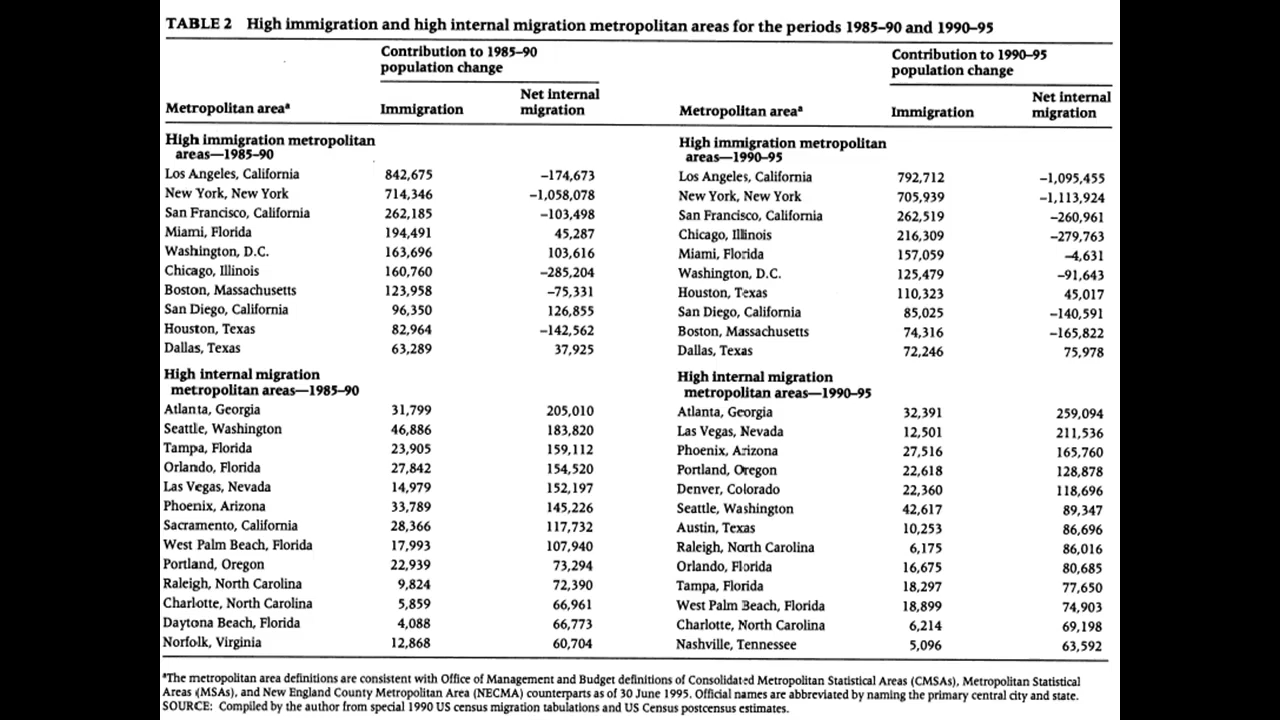 TABLE 2 High immigration and high internal migration metropolitan areas for the periods 1985–90 and 1990–95
Contribution to 1985–90 population change
Contribution to 1990–95 population change
Metropolitan areaª Immigration Net internal migration
Metropolitan areaª Immigration Net internal migration
High immigration metropolitan areas—1985–90
Los Angeles, California 842,675 –174,673
New York, New York 714,346 –1,058,078
San Francisco, California 262,185 –103,498
Miami, Florida 194,491 45,287
Washington, D.C. 163,696 103,616
Chicago, Illinois 160,760 –285,204
Boston, Massachusetts 123,958 –75,331
San Diego, California 96,350 126,855
Houston, Texas 82,964 –142,562
Dallas, Texas 63,289 37,925
High internal migration metropolitan areas—1985–90
Atlanta, Georgia 31,799 205,010
Seattle, Washington 46,886 183,820
Tampa, Florida 23,905 159,112
Orlando, Florida 27,842 154,520
Las Vegas, Nevada 14,979 152,197
Phoenix, Arizona 33,789 145,226
Sacramento, California 28,366 117,732
West Palm Beach, Florida 17,993 107,940
Portland, Oregon 22,939 73,294
Raleigh, North Carolina 9,824 72,390
Charlotte, North Carolina 5,859 66,961
Daytona Beach, Florida 4,088 66,773
Norfolk, Virginia 12,868 60,704
High immigration metropolitan areas—1990–95
Los Angeles, California 792,712 –1,095,455
New York, New York 705,939 –1,113,924
San Francisco, California 262,519 –260,961
Chicago, Illinois 216,309 –279,763
Miami, Florida 157,059 –4,631
Washington, D.C. 125,479 –91,643
Houston, Texas 110,323 45,017
San Diego, California 85,025 –140,591
Boston, Massachusetts 74,316 –165,822
Dallas, Texas 72,246 75,978
High internal migration metropolitan areas—1990–95
Atlanta, Georgia 32,391 259,094
Las Vegas, Nevada 12,501 211,536
Phoenix, Arizona 27,516 165,760
Portland, Oregon 22,618 128,878
Denver, Colorado 22,360 118,696
Seattle, Washington 42,617 89,347
Austin, Texas 10,253 86,696
Raleigh, North Carolina 6,175 86,016
Orlando, Florida 16,675 80,685
Tampa, Florida 18,297 77,650
West Palm Beach, Florida 18,899 74,903
Charlotte, North Carolina 6,214 69,198
Nashville, Tennessee 5,096 63,592
ªThe metropolitan area definitions are consistent with Office of Management and Budget definitions of Consolidated Metropolitan Statistical Areas (CMSAs), Metropolitan Statistical
Areas (MSAs), and New England County Metropolitan Area (NECMA) counterparts as of 30 June 1995. Official names are abbreviated by naming the primary central city and state.
SOURCE: Compiled by the author from special 1990 US census migration tabulations and US Census postcensus estimates.